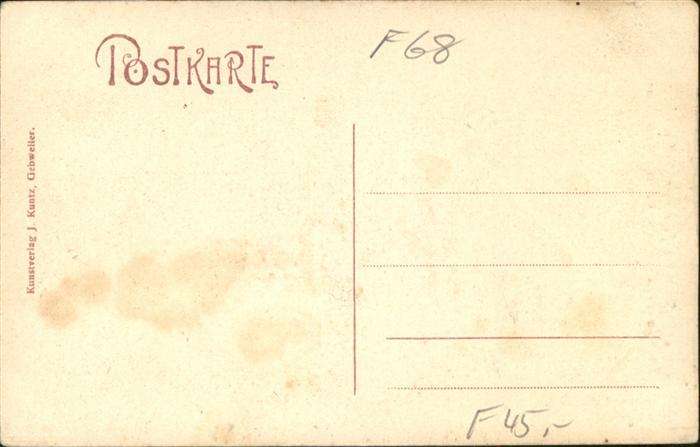 POSTKARTE
F68
Kunstverlag J. Kuntz, Gebweiler.
F45,-